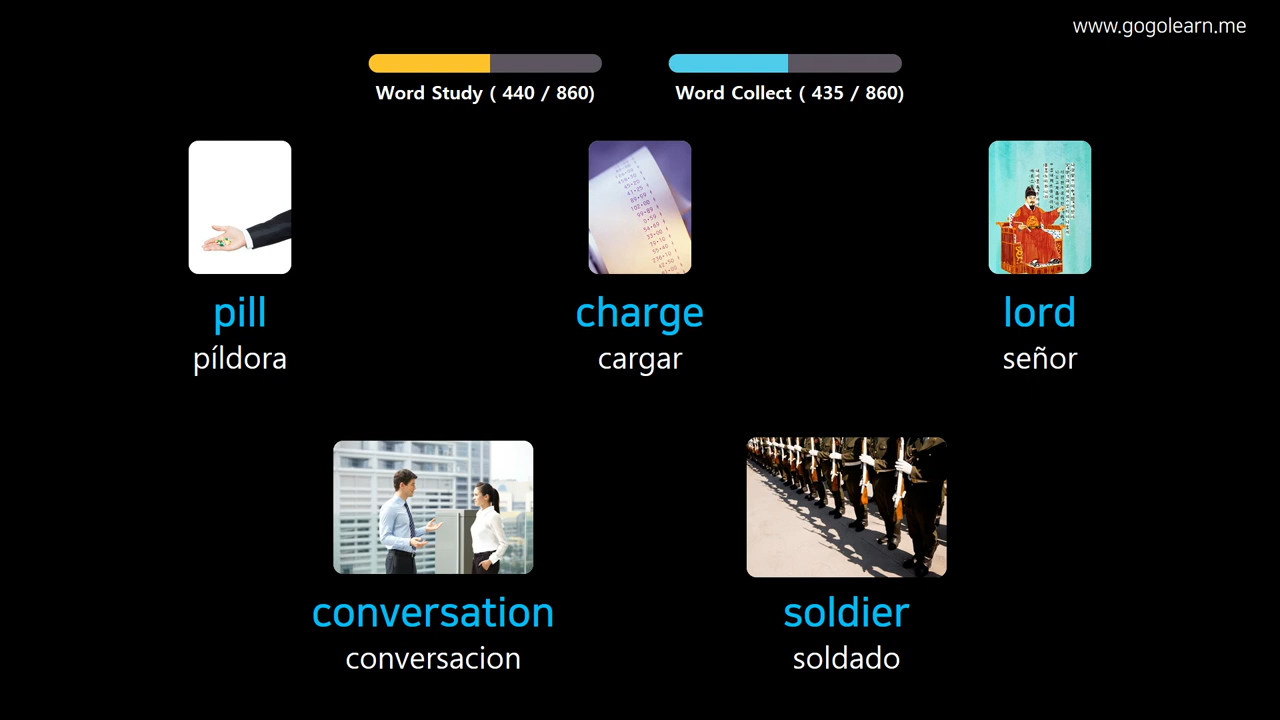 www.gogolearn.me
Word Study ( 440 / 860)
Word Collect ( 435 / 860)
pill
píldora
charge
cargar
lord
señor
conversation
conversacion
soldier
soldado